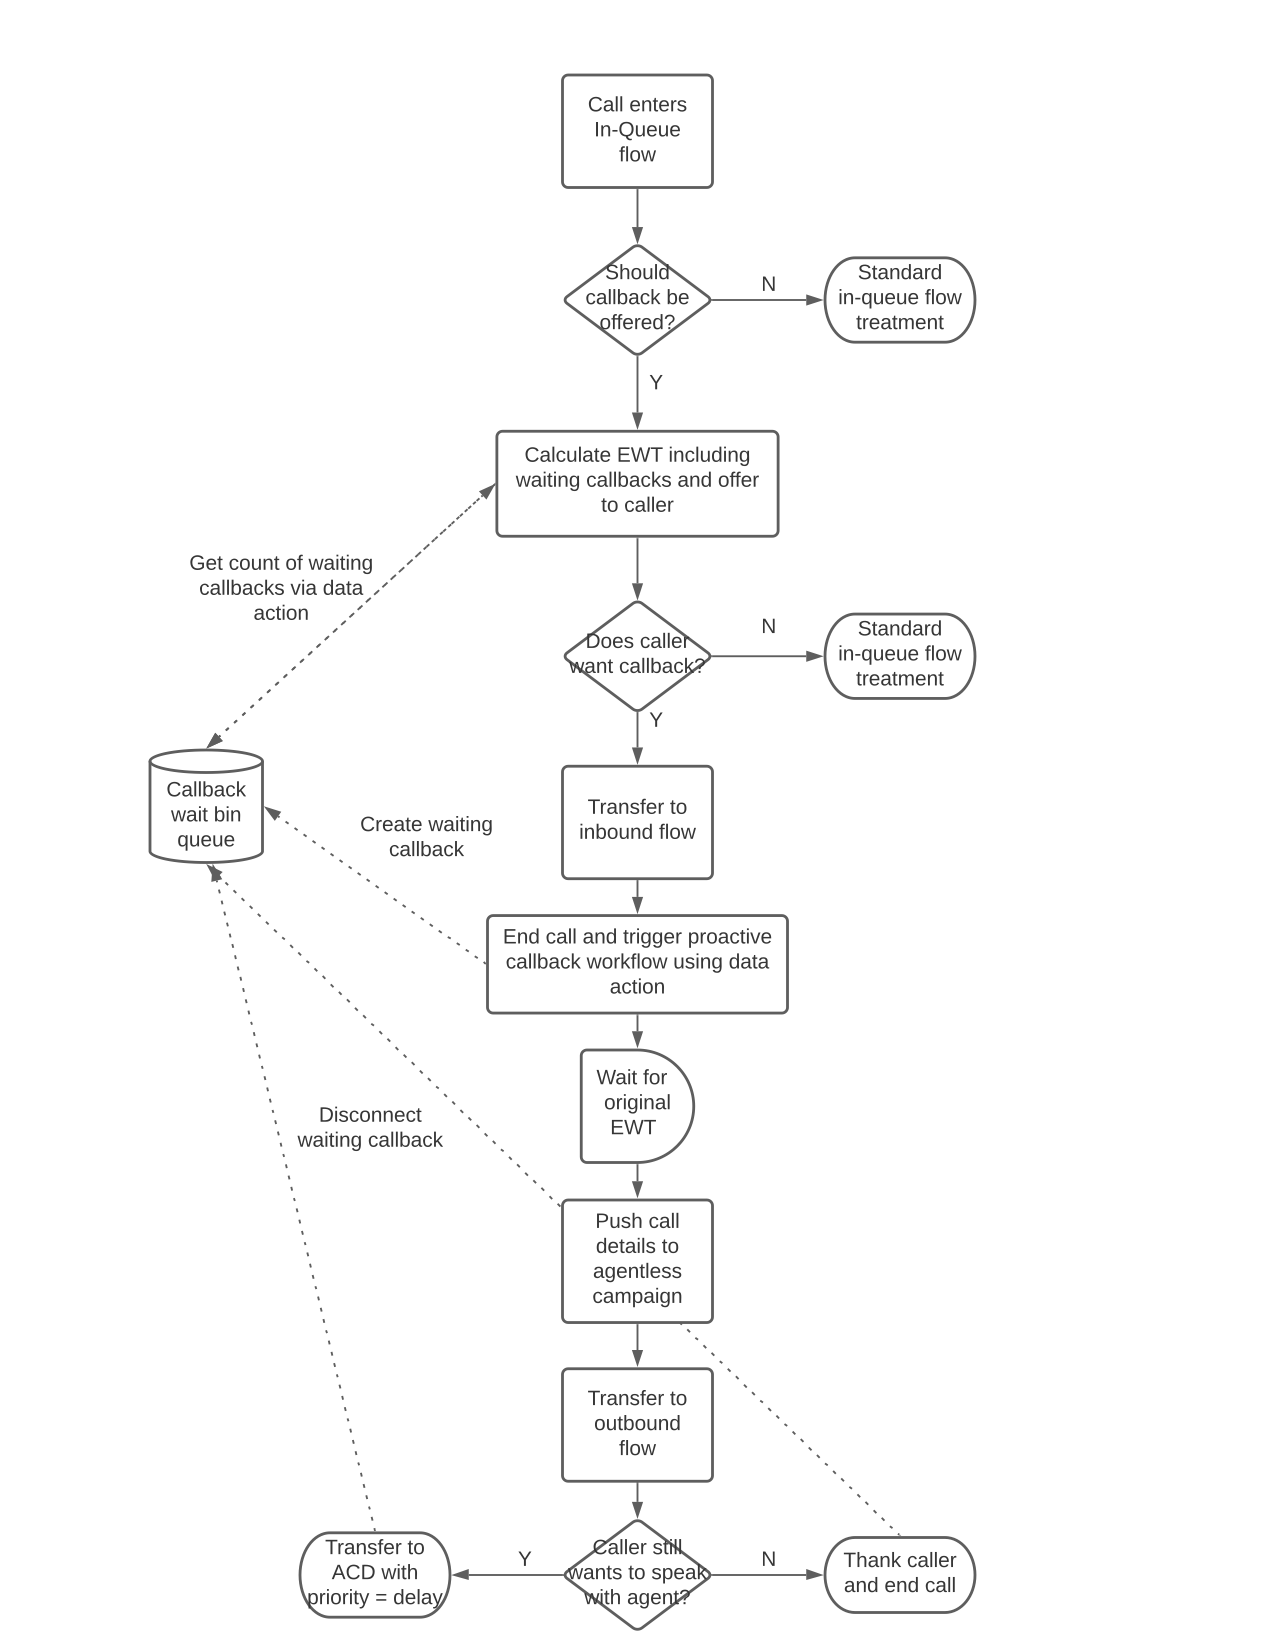 Call enters
In-Queue
flow
Should
callback be
offered?
N
Standard
in-queue flow
treatment
Y
Calculate EWT including
waiting callbacks and offer
to caller
Get count of waiting
callbacks via data
action
Does caller
want callback?
N
Standard
in-queue flow
treatment
Y
Callback
wait bin
queue
Transfer to
inbound flow
Create waiting
callback
End call and trigger proactive
callback workflow using data
action
Wait for
original
EWT
Disconnect
waiting callback
Push call
details to
agentless
campaign
Transfer to
outbound
flow
Caller still
wants to speak
with agent?
Y
Transfer to
ACD with
priority = delay
N
Thank caller
and end call